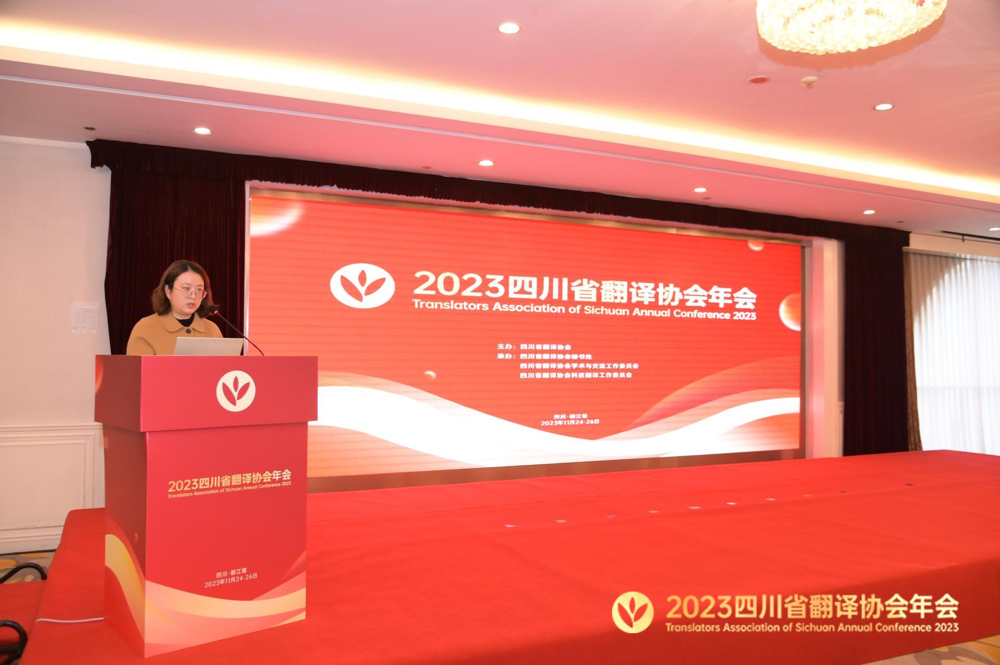 2023四川省翻译协会年会
Translators Association of Sichuan Annual Conference 2023
主办：四川省翻译协会
承办：四川省翻译协会秘书处
四川省翻译协会学术与交流工作委员会
四川省翻译协会科技翻译工作委员会
四川·都江堰
2023年11月24-26日
2023四川省翻译协会年会
Translators Association of Sichuan Annual Conference 2023
四川·都江堰
2023年11月24-26日
2023四川省翻译协会年会
Translators Association of Sichuan Annual Conference 2023